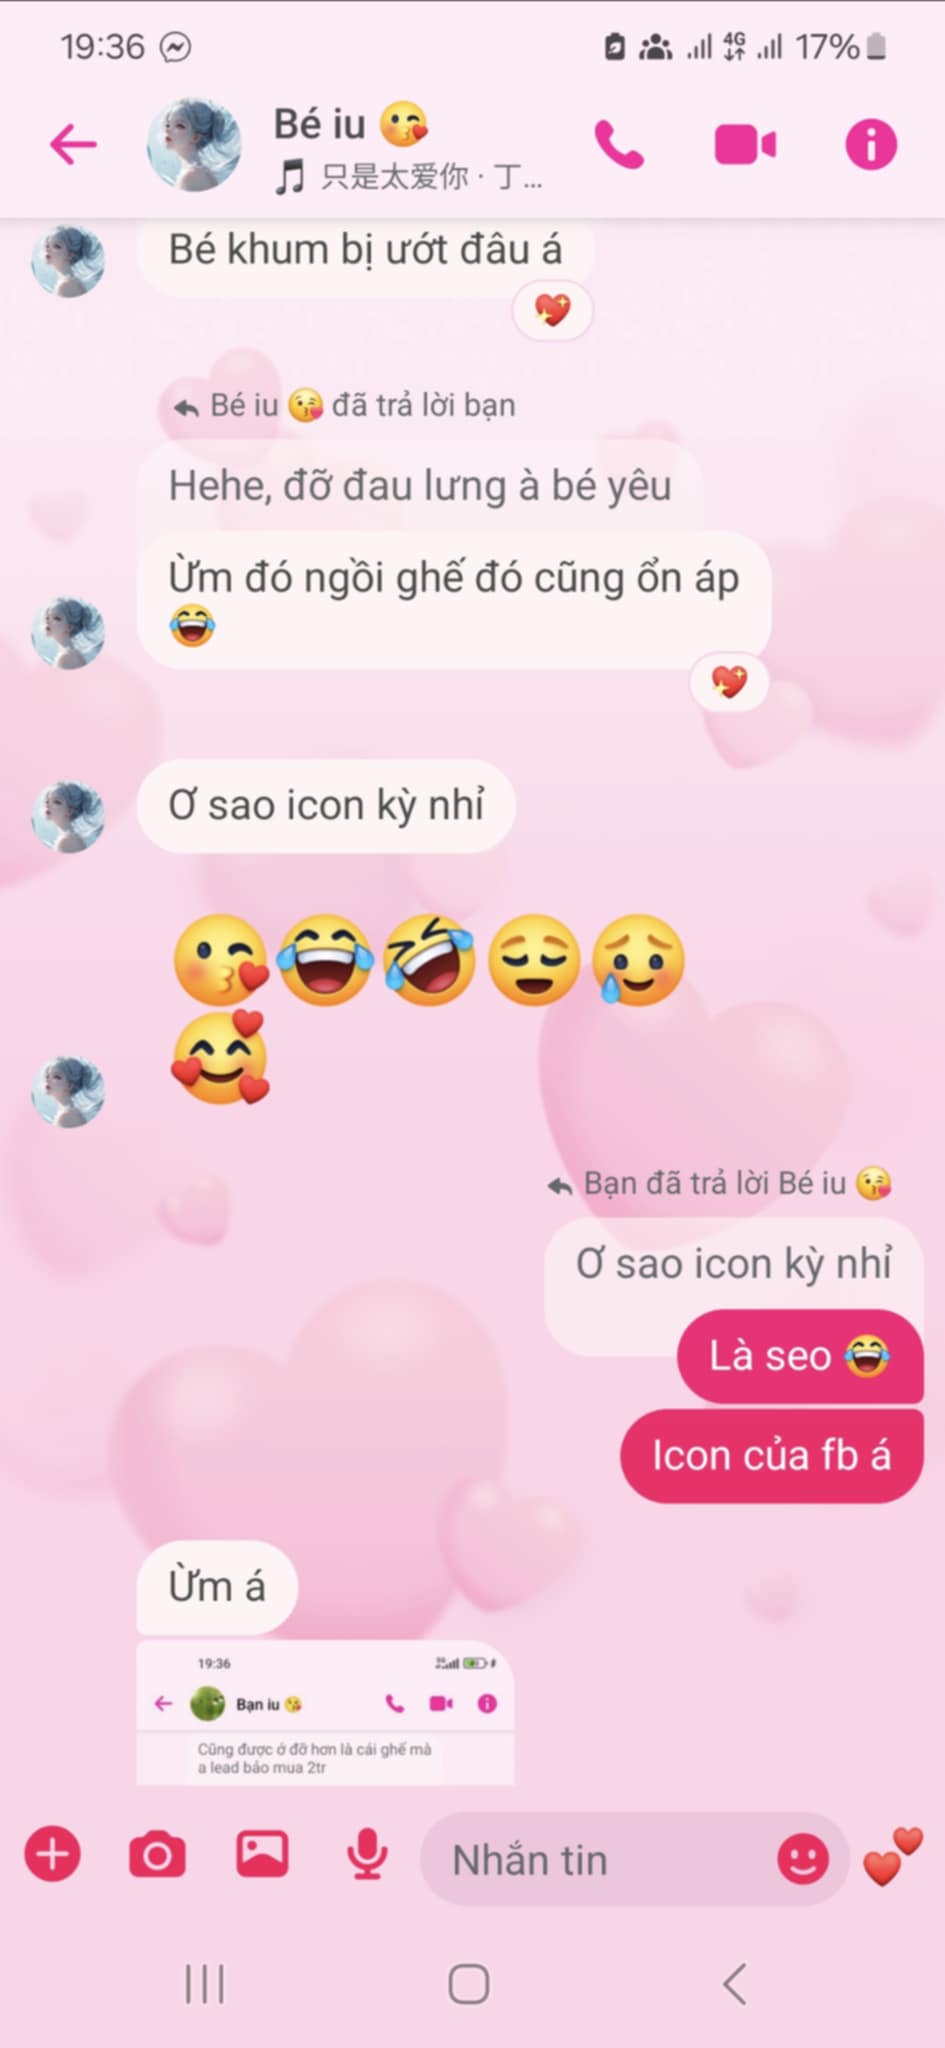 19:36
4G
17%
Bé iu 😘
只是太爱你 · 丁...
Bé khum bị ướt đâu á
Bé iu 😘 đã trả lời bạn
Hehe, đỡ đau lưng à bé yêu
Ừm đó ngồi ghế đó cũng ổn áp
😂
Ơ sao icon kỳ nhỉ
😘😂🤣😌🥲
🥰
Bạn đã trả lời Bé iu 😘
Ơ sao icon kỳ nhỉ
Là seo 😂
Icon của fb á
Ừm á
19:36
Bạn iu 😘
Cũng được ớ đỡ hơn là cái ghế mà
a lead bảo mua 2tr
Nhắn tin